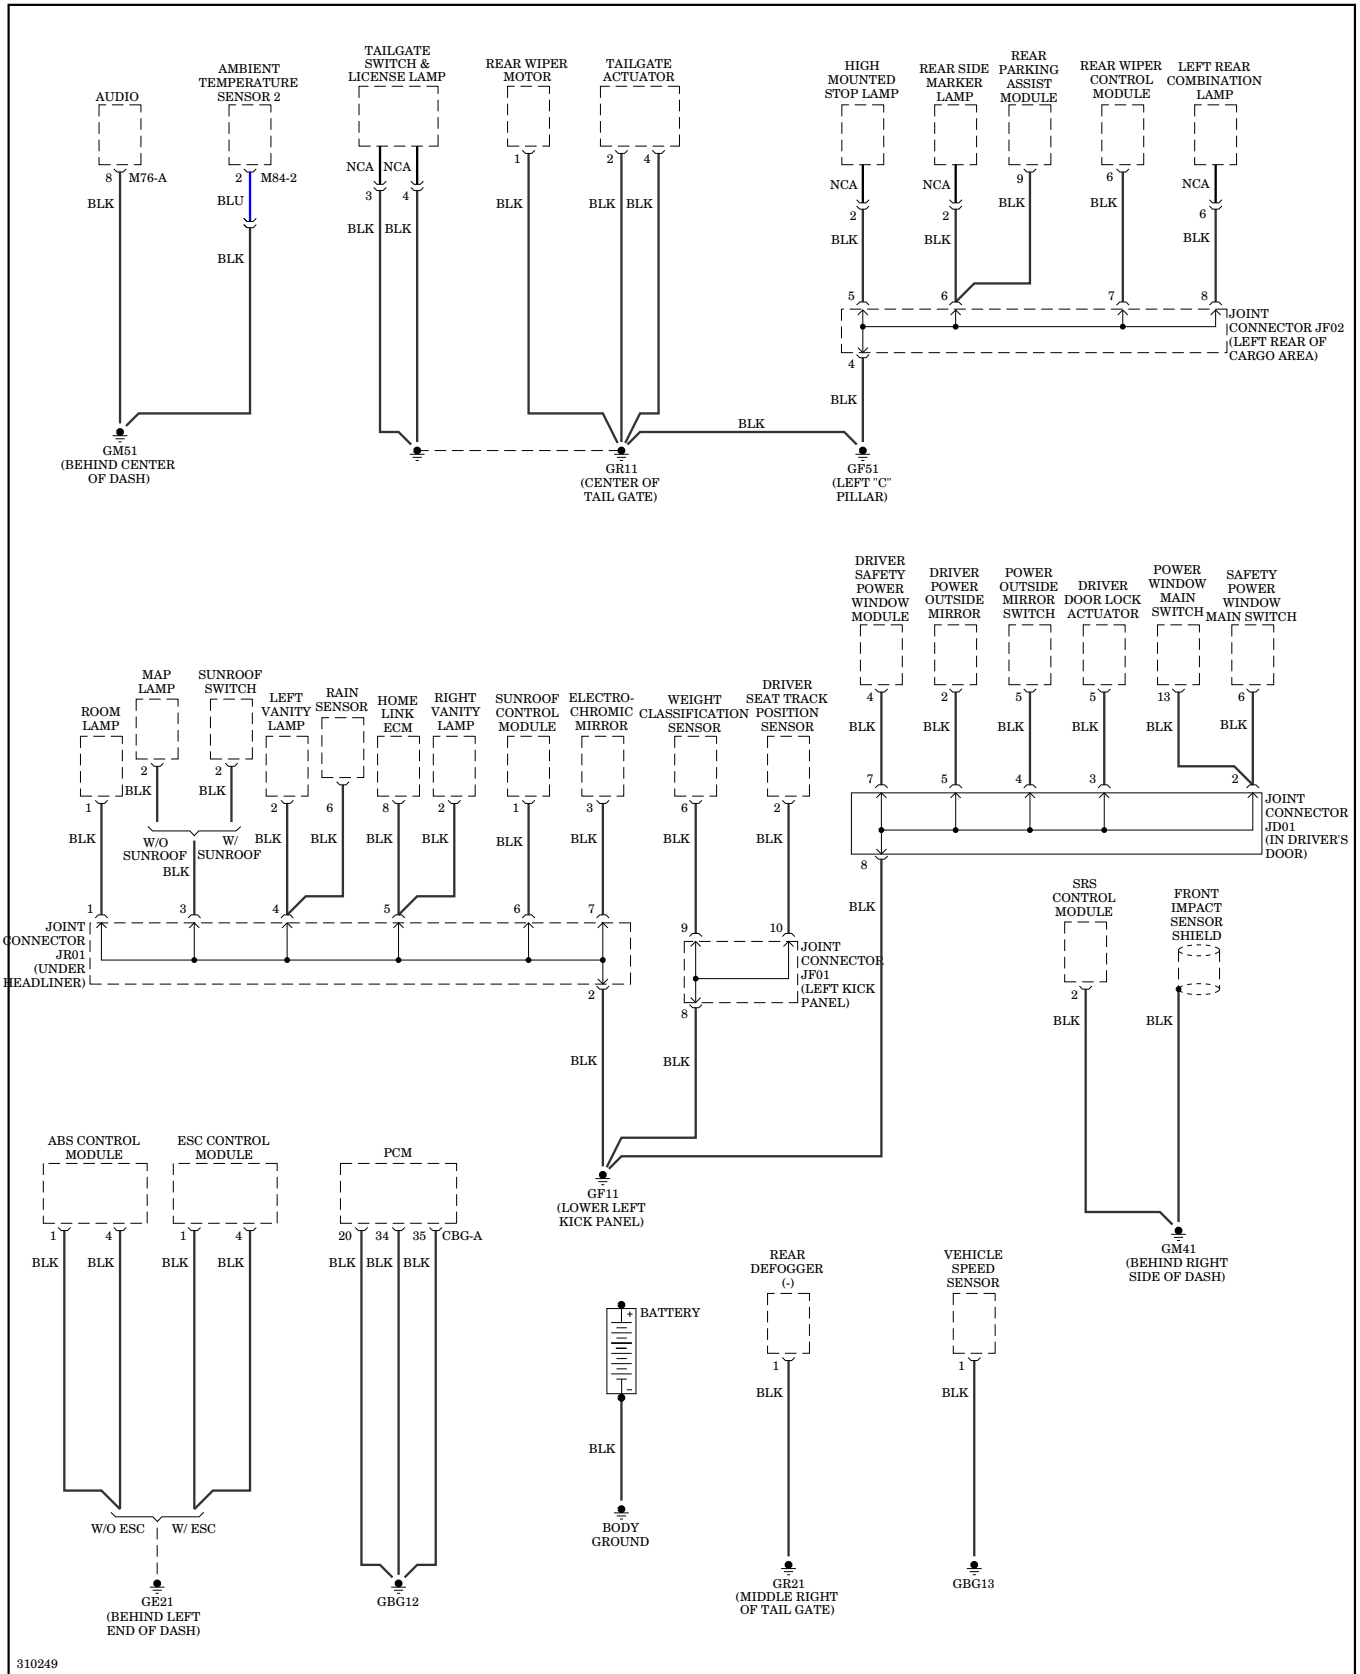 AUDIO
8 M76-A
BLK
AMBIENT
TEMPERATURE
SENSOR 2
2 M84-2
BLU
BLK
TAILGATE
SWITCH &
LICENSE LAMP
NCA NCA
3 4
BLK BLK
REAR WIPER
MOTOR
1
BLK
TAILGATE
ACTUATOR
2 4
BLK BLK
HIGH
MOUNTED
STOP LAMP
NCA
2
BLK
5
REAR SIDE
MARKER
LAMP
NCA
2
BLK
6
REAR
PARKING
ASSIST
MODULE
9
BLK
REAR WIPER
CONTROL
MODULE
6
BLK
7
LEFT REAR
COMBINATION
LAMP
NCA
6
BLK
8
JOINT
CONNECTOR JF02
(LEFT REAR OF
CARGO AREA)
4
BLK
BLK
GM51
(BEHIND CENTER
OF DASH)
GR11
(CENTER OF
TAIL GATE)
GF51
(LEFT "C"
PILLAR)
DRIVER
SAFETY
POWER
WINDOW
MODULE
4
BLK
7
DRIVER
POWER
OUTSIDE
MIRROR
2
BLK
5
POWER
OUTSIDE
MIRROR
SWITCH
5
BLK
4
DRIVER
DOOR LOCK
ACTUATOR
5
BLK
3
POWER
WINDOW
MAIN
SWITCH
13
BLK
SAFETY
POWER
WINDOW
MAIN SWITCH
6
BLK
2
JOINT
CONNECTOR
JD01
(IN DRIVER'S
DOOR)
8
BLK
ROOM
LAMP
1
BLK
1
MAP
LAMP
2
BLK
W/O
SUNROOF
SUNROOF
SWITCH
2
BLK
W/
SUNROOF
BLK
3
LEFT
VANITY
LAMP
2
BLK
4
RAIN
SENSOR
6
BLK
HOME
LINK
ECM
8
BLK
5
RIGHT
VANITY
LAMP
2
BLK
SUNROOF
CONTROL
MODULE
1
BLK
6
ELECTRO-
CHROMIC
MIRROR
3
BLK
7
JOINT
CONNECTOR
JR01
(UNDER
HEADLINER)
2
BLK
WEIGHT
CLASSIFICATION
SENSOR
6
BLK
9
DRIVER
SEAT TRACK
POSITION
SENSOR
2
BLK
10
JOINT
CONNECTOR
JF01
(LEFT KICK
PANEL)
8
BLK
GF11
(LOWER LEFT
KICK PANEL)
SRS
CONTROL
MODULE
2
BLK
FRONT
IMPACT
SENSOR
SHIELD
BLK
GM41
(BEHIND RIGHT
SIDE OF DASH)
ABS CONTROL
MODULE
1 4
BLK BLK
ESC CONTROL
MODULE
1 4
BLK BLK
W/O ESC W/ ESC
GE21
(BEHIND LEFT
END OF DASH)
PCM
20 34 35 CBG-A
BLK BLK BLK
GBG12
+ BATTERY
-
BLK
BODY
GROUND
REAR
DEFOGGER
(-)
1
BLK
GR21
(MIDDLE RIGHT
OF TAIL GATE)
VEHICLE
SPEED
SENSOR
1
BLK
GBG13
310249